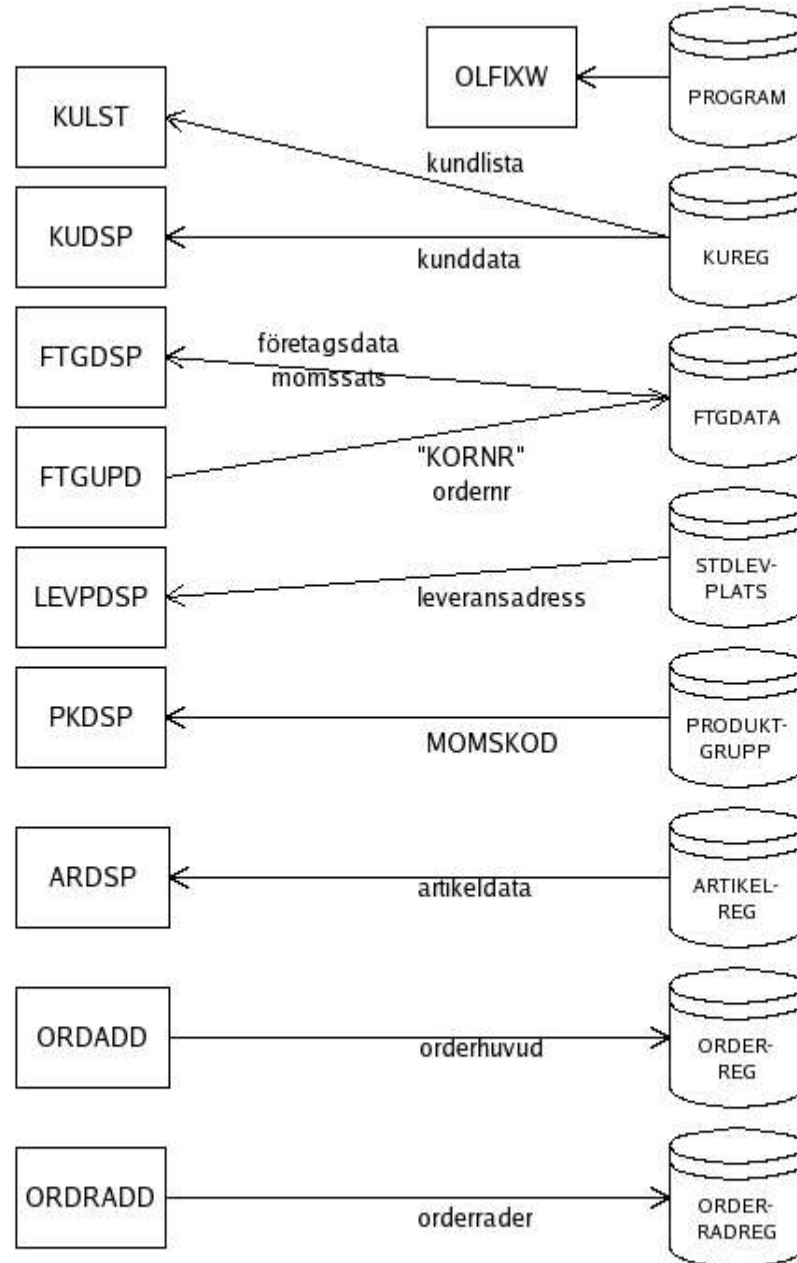 OLFIXW
PROGRAM
KULST
kundlista
KUDSP
kunddata
KUREG
FTGDSP
företagsdata
momssats
FTGDATA
FTGUPD
"KORNR"
ordernr
LEVPDSP
leveransadress
STDLEV-
PLATS
PKDSP
MOMSKOD
PRODUKT-
GRUPP
ARDSP
artikeldata
ARTIKEL-
REG
ORDADD
orderhuvud
ORDER-
REG
ORDRADD
orderrader
ORDER-
RADREG